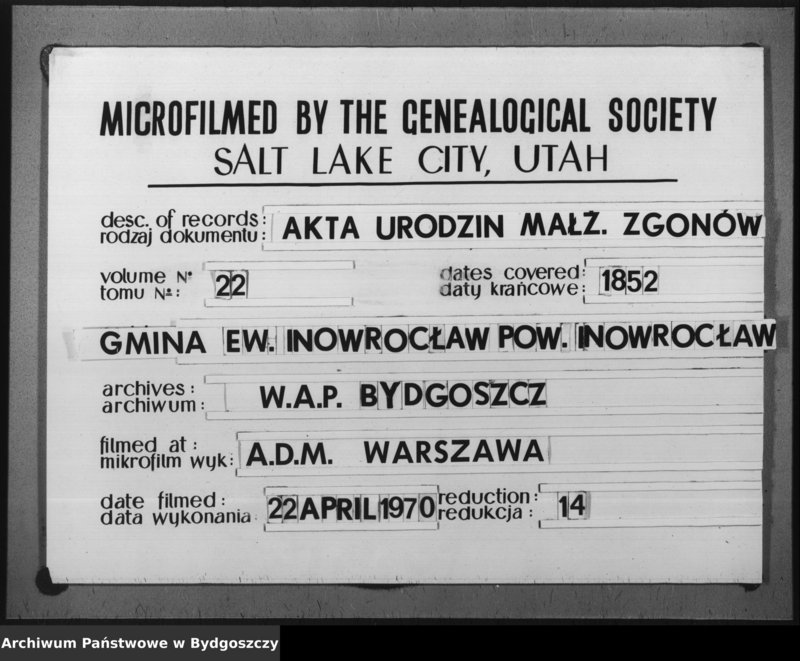 MICROFILMED BY THE GENEALOGICAL SOCIETY
SALT LAKE CITY, UTAH
desc. of records:
rodzaj dokumentu:
AKTA URODZIN MAŁŻ. ZGONÓW
volume No
tomu No:
22
dates covered:
daty krańcowe:
1852
GMINA EW. INOWROCŁAW POW. INOWROCŁAW
archives:
archiwum:
W.A.P. BYDGOSZCZ
filmed at:
mikrofilm wyk:
A.D.M. WARSZAWA
date filmed:
data wykonania
22 APRIL 1970
reduction:
redukcja:
14
Archiwum Państwowe w Bydgoszczy